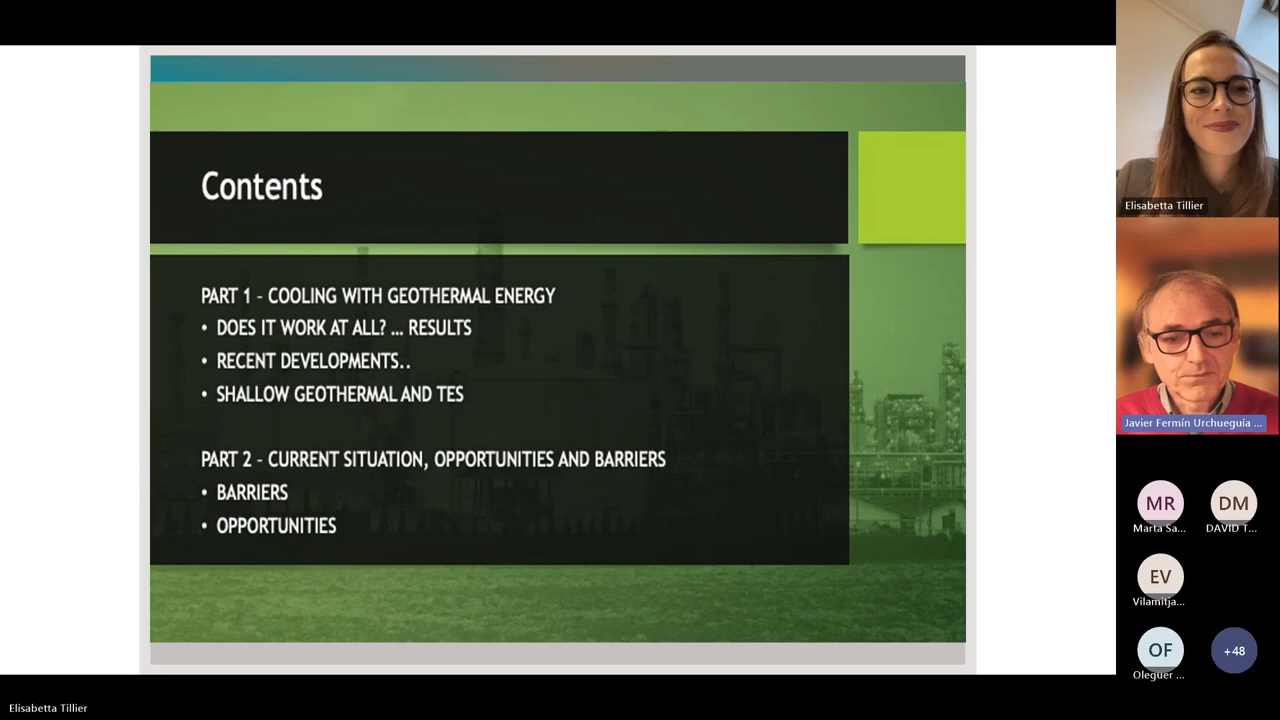 Contents
PART 1 – COOLING WITH GEOTHERMAL ENERGY
• DOES IT WORK AT ALL? ... RESULTS
• RECENT DEVELOPMENTS..
• SHALLOW GEOTHERMAL AND TES
PART 2 – CURRENT SITUATION, OPPORTUNITIES AND BARRIERS
• BARRIERS
• OPPORTUNITIES
Elisabetta Tillier
Javier Fermín Urchueguía ...
MR
Marta Sa...
DM
DAVID T...
EV
Vilamitja...
OF
Oleguer ...
+48
Elisabetta Tillier